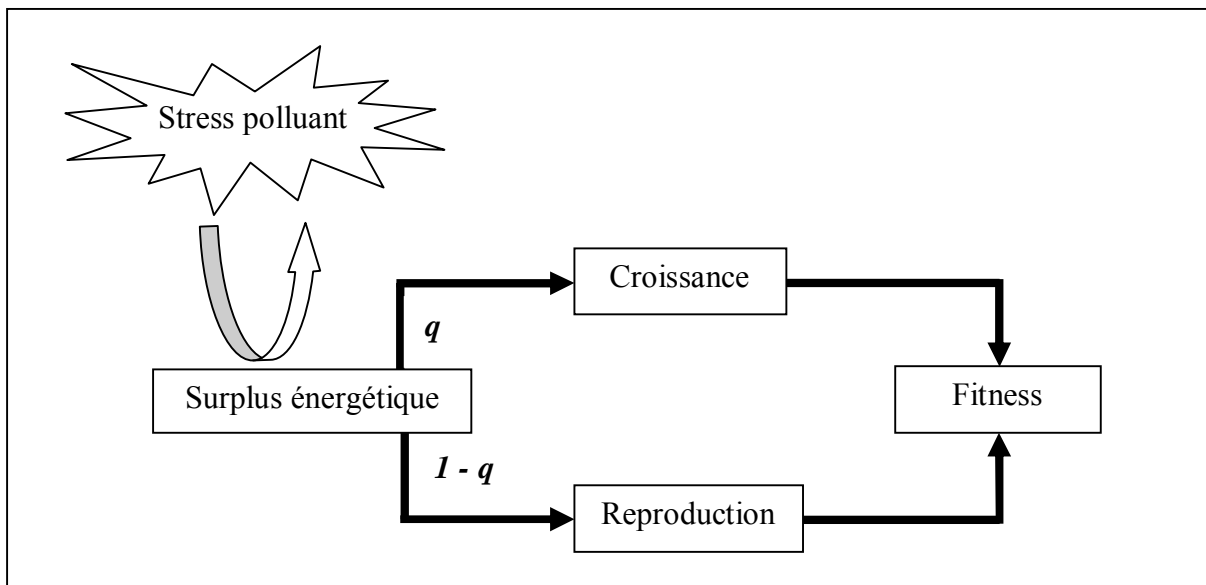 Stress polluant
Croissance
q
Surplus énergétique
Fitness
1 - q
Reproduction